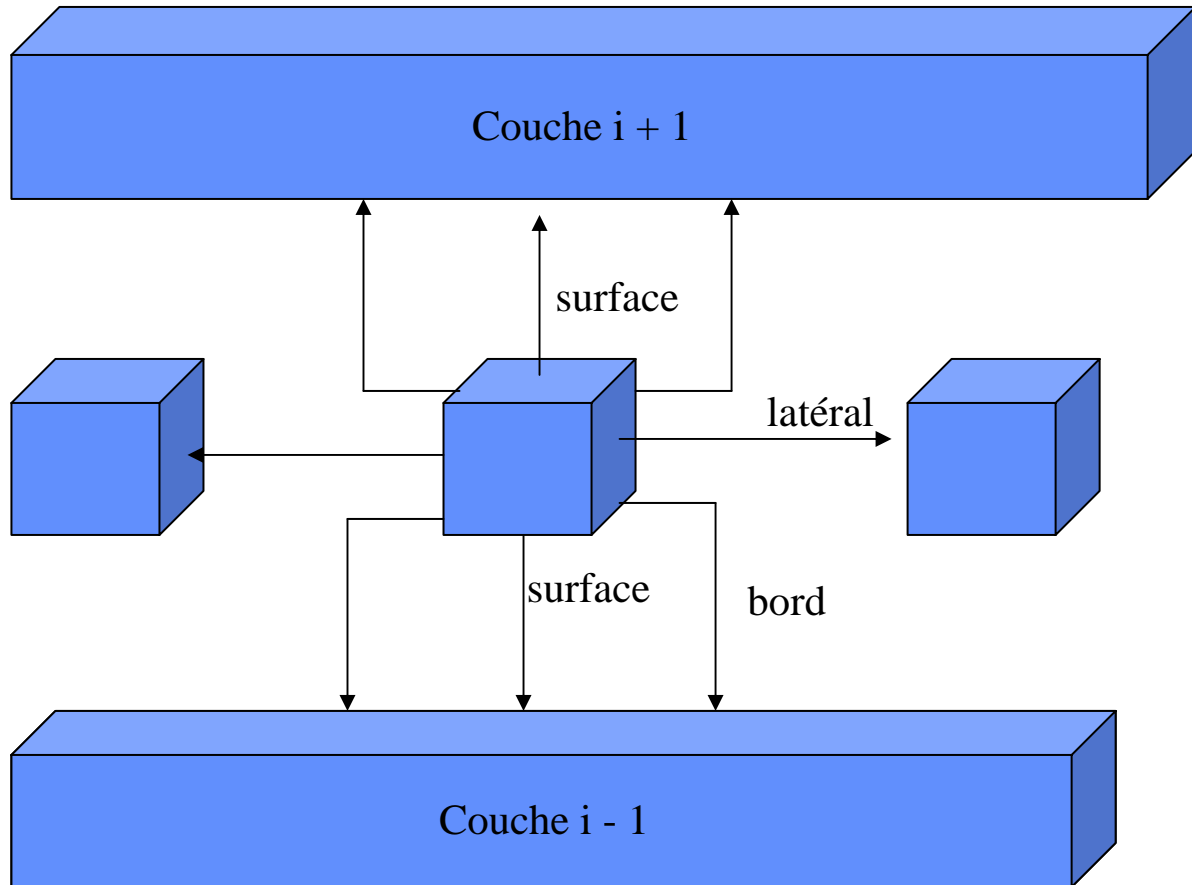 Couche i + 1
surface
latéral
surface
bord
Couche i - 1